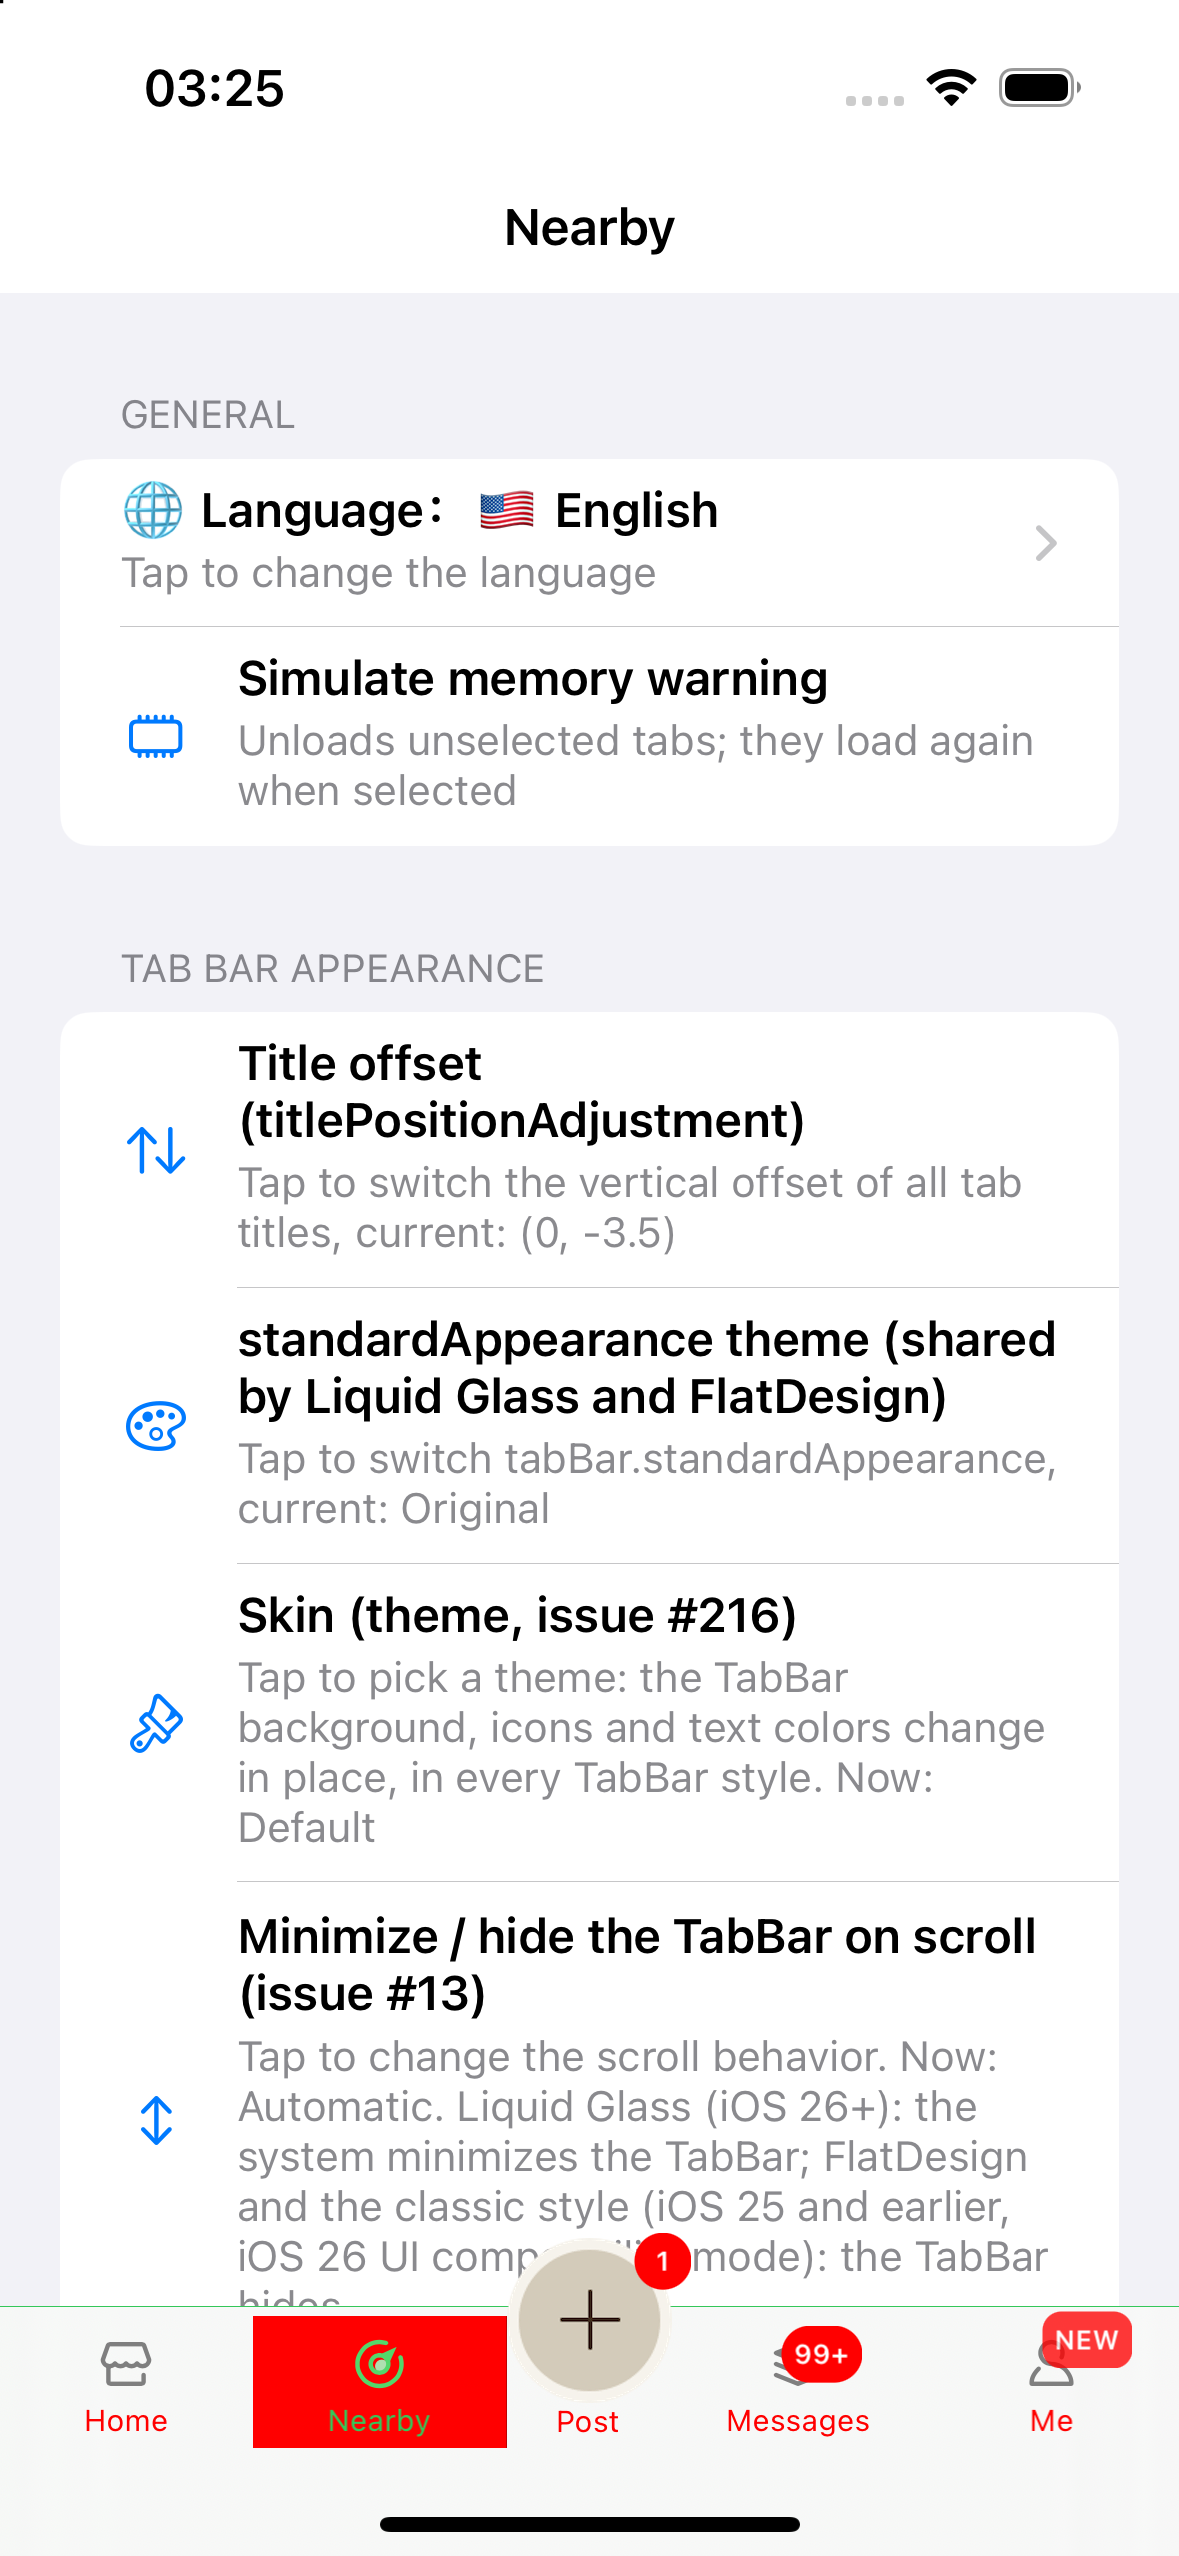 03:25
Nearby
GENERAL
Language： English
Tap to change the language
Simulate memory warning
Unloads unselected tabs; they load again
when selected
TAB BAR APPEARANCE
Title offset
(titlePositionAdjustment)
Tap to switch the vertical offset of all tab
titles, current: (0, -3.5)
standardAppearance theme (shared
by Liquid Glass and FlatDesign)
Tap to switch tabBar.standardAppearance,
current: Original
Skin (theme, issue #216)
Tap to pick a theme: the TabBar
background, icons and text colors change
in place, in every TabBar style. Now:
Default
Minimize / hide the TabBar on scroll
(issue #13)
Tap to change the scroll behavior. Now:
Automatic. Liquid Glass (iOS 26+): the
system minimizes the TabBar; FlatDesign
and the classic style (iOS 25 and earlier,
iOS 26 UI mode): the TabBar
1
99+
NEW
Home
Nearby
Post
Messages
Me